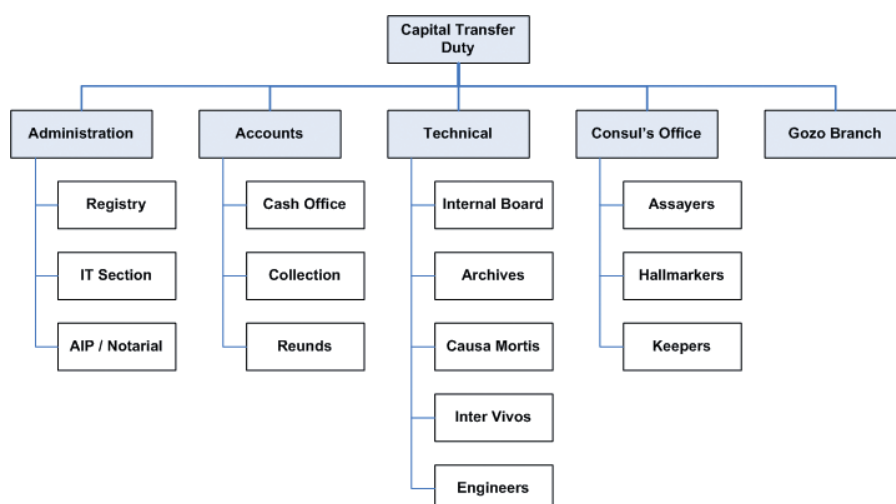 Capital Transfer
Duty
Administration
Accounts
Technical
Consul's Office
Gozo Branch
Registry
Cash Office
Internal Board
Assayers
IT Section
Collection
Archives
Hallmarkers
AIP / Notarial
Reunds
Causa Mortis
Keepers
Inter Vivos
Engineers